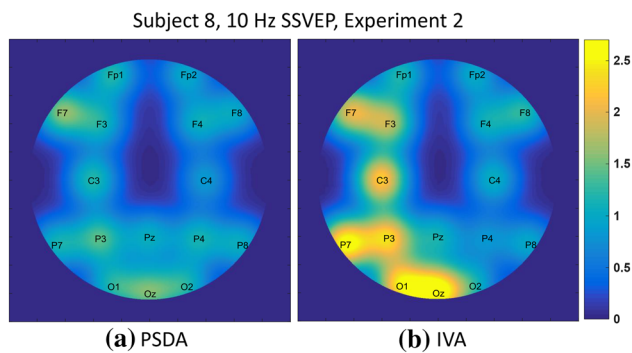 Subject 8, 10 Hz SSVEP, Experiment 2
Fp1 Fp2 Fp1 Fp2
F7 F3 F4 F8 F7 F3 F4 F8
C3 C4 C3 C4
P7 P3 Pz P4 P8 P7 P3 Pz P4 P8
O1 Oz O2 O1 Oz O2
2.5
2
1.5
1
0.5
0
(a) PSDA (b) IVA